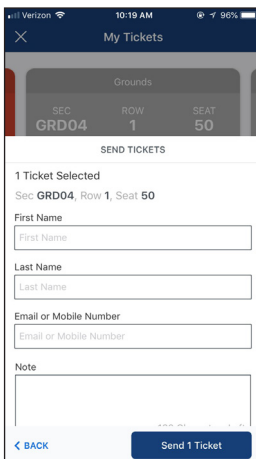 Verizon 10:19 AM 96%
My Tickets
Grounds
SEC ROW SEAT
GRD04 1 50
SEND TICKETS
1 Ticket Selected
Sec GRD04, Row 1, Seat 50
First Name
First Name
Last Name
Last Name
Email or Mobile Number
Email or Mobile Number
Note
BACK Send 1 Ticket